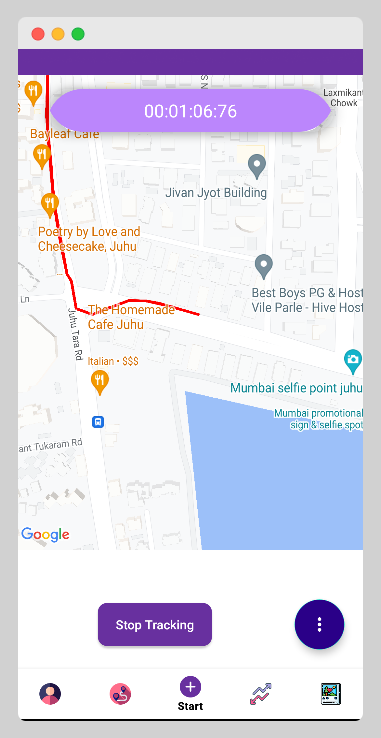 00:01:06:76
Laxmikant
Chowk
Bayleaf Cafe
Jivan Jyot Building
Poetry by Love and
Cheesecake, Juhu
Best Boys PG & Host
Vile Parle - Hive Host
Ln
The Homemade
Cafe Juhu
Juhu Tara Rd
Italian • $$$
Mumbai selfie point juhu
Mumbai promotional
sign & selfie spot
ant Tukaram Rd
Google
Stop Tracking
Start